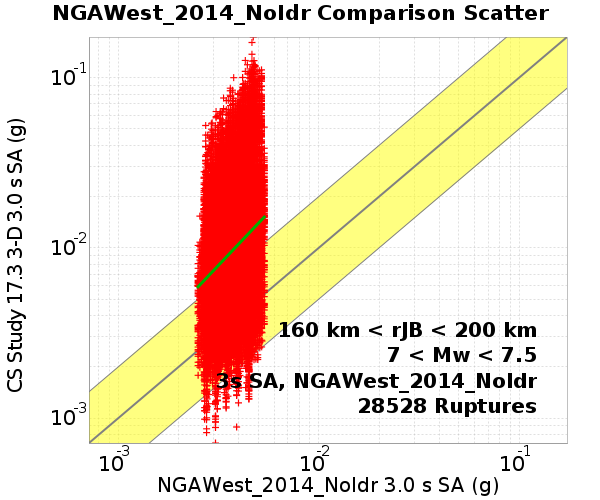 NGAWest_2014_NoIdr Comparison Scatter
CS Study 17.3 3-D 3.0 s SA (g)
10-1
10-2
10-3
160 km < rJB < 200 km
7 < Mw < 7.5
3s SA, NGAWest_2014_NoIdr
28528 Ruptures
10-3 10-2 10-1
NGAWest_2014_NoIdr 3.0 s SA (g)